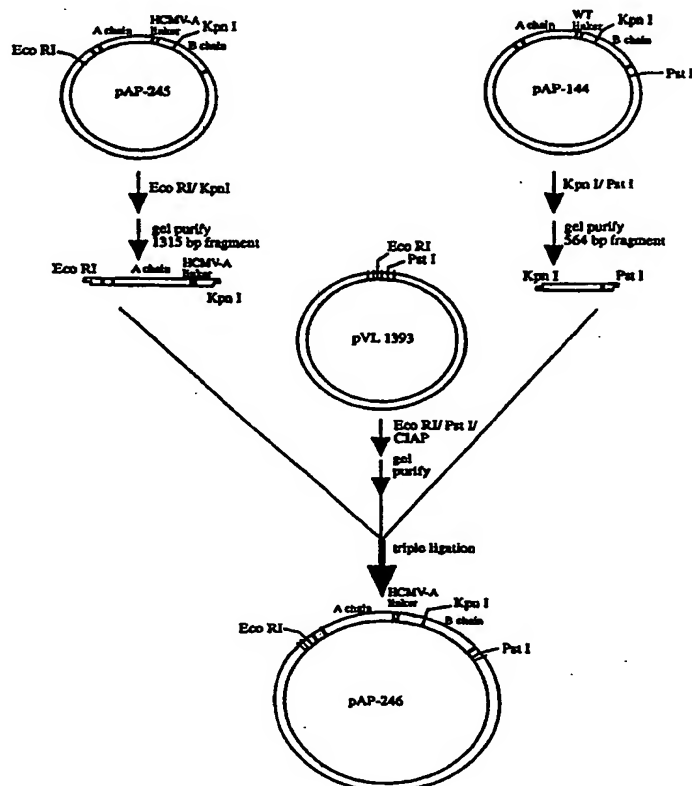 HCMV-A
A chain
linker
Kpn I
Eco RI
B chain
pAP-245
Eco RI/ KpnI
gel purify
1315 bp fragment
A chain
HCMV-A
linker
Eco RI
Kpn I
WT
linker
Kpn I
A chain
B chain
Pst I
pAP-144
Kpn I/ Pst I
gel purify
564 bp fragment
Kpn I
Pst I
Eco RI
Pst I
pVL 1393
Eco RI/ Pst I/
CIAP
gel
purify
triple ligation
HCMV-A
A chain
linker
Kpn I
B chain
Eco RI
Pst I
pAP-246